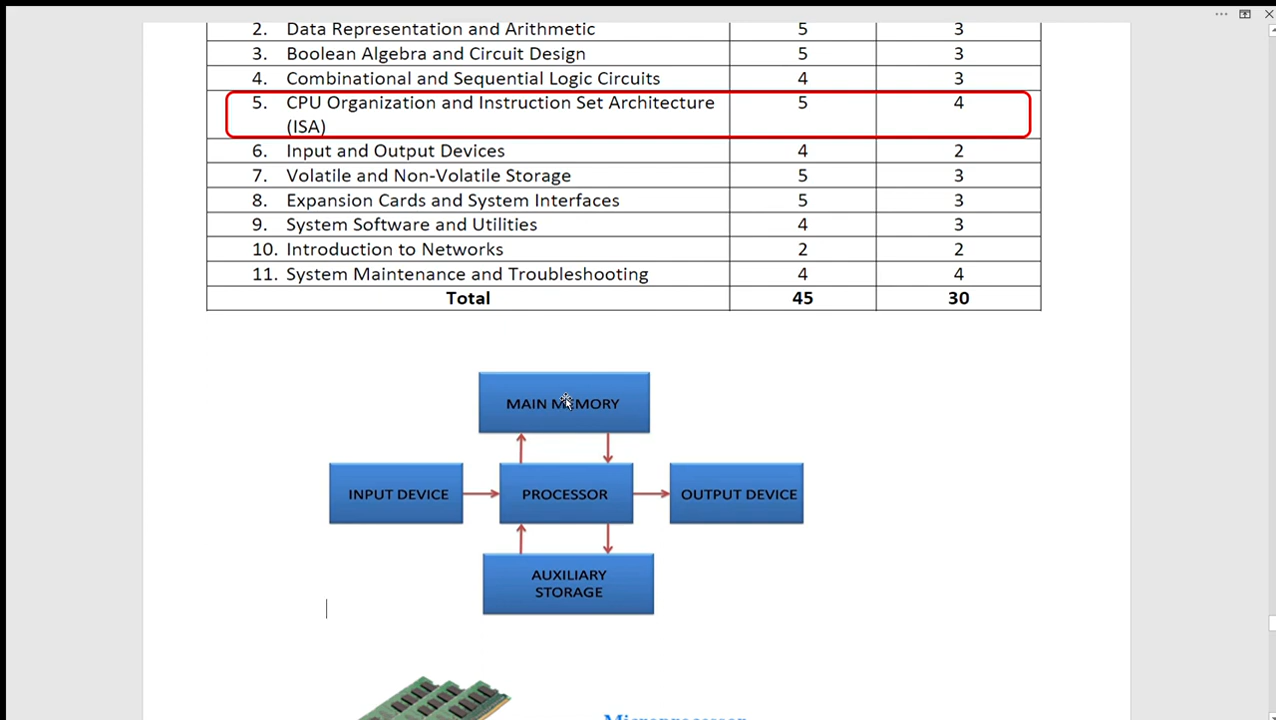 2. Data Representation and Arithmetic 5 3
3. Boolean Algebra and Circuit Design 5 3
4. Combinational and Sequential Logic Circuits 4 3
5. CPU Organization and Instruction Set Architecture 5 4
(ISA)
6. Input and Output Devices 4 2
7. Volatile and Non-Volatile Storage 5 3
8. Expansion Cards and System Interfaces 5 3
9. System Software and Utilities 4 3
10. Introduction to Networks 2 2
11. System Maintenance and Troubleshooting 4 4
Total 45 30
MAIN MEMORY
INPUT DEVICE
PROCESSOR
OUTPUT DEVICE
AUXILIARY
STORAGE
Microprocessor